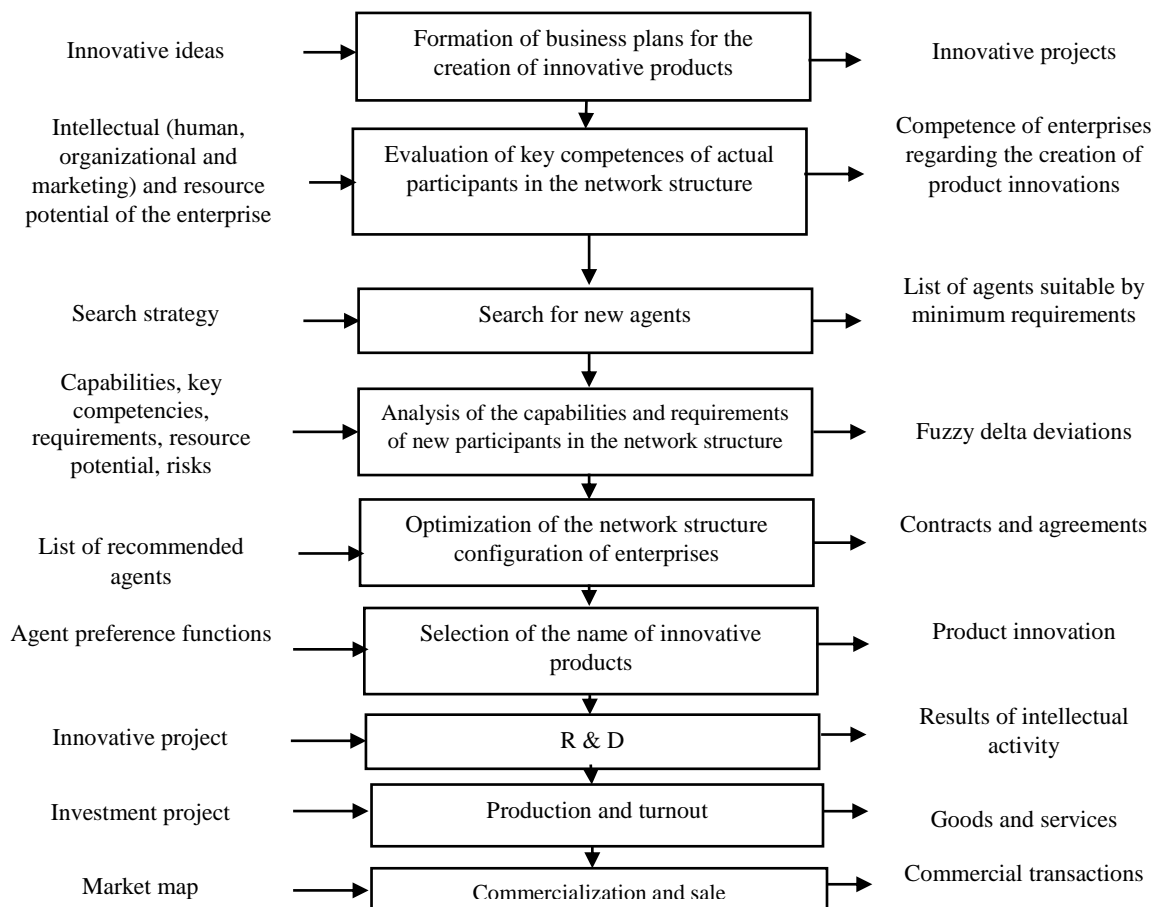 Innovative ideas
Formation of business plans for the
creation of innovative products
Innovative projects
Intellectual (human,
organizational and
marketing) and resource
potential of the enterprise
Evaluation of key competences of actual
participants in the network structure
Competence of enterprises
regarding the creation of
product innovations
Search strategy
Search for new agents
List of agents suitable by
minimum requirements
Capabilities, key
competencies,
requirements, resource
potential, risks
Analysis of the capabilities and requirements
of new participants in the network structure
Fuzzy delta deviations
List of recommended
agents
Optimization of the network structure
configuration of enterprises
Contracts and agreements
Agent preference functions
Selection of the name of innovative
products
Product innovation
Innovative project
R & D
Results of intellectual
activity
Investment project
Production and turnout
Goods and services
Market map
Commercialization and sale
Commercial transactions